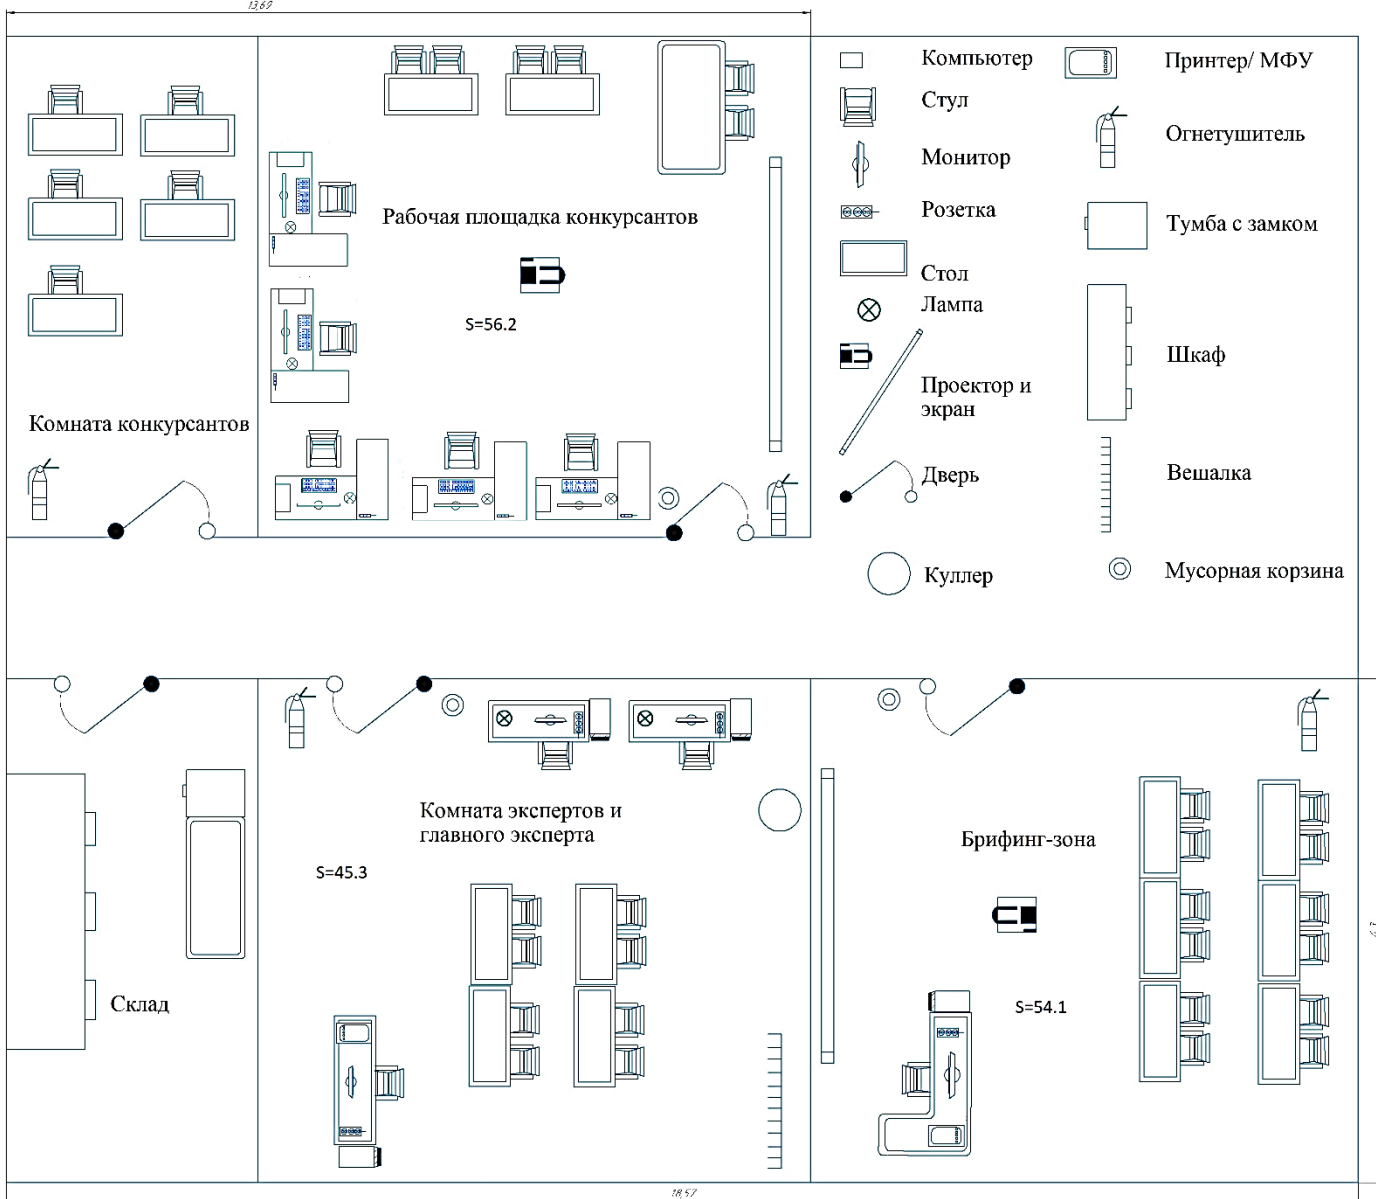 13,69
Компьютер
Принтер/ МФУ
Стул
Огнетушитель
Монитор
Розетка
Тумба с замком
Рабочая площадка конкурсантов
Стол
Лампа
S=56.2
Шкаф
Проектор и
экран
Комната конкурсантов
Дверь
Вешалка
Куллер
Мусорная корзина
Комната экспертов и
главного эксперта
Брифинг-зона
S=45.3
Склад
S=54.1
18,57